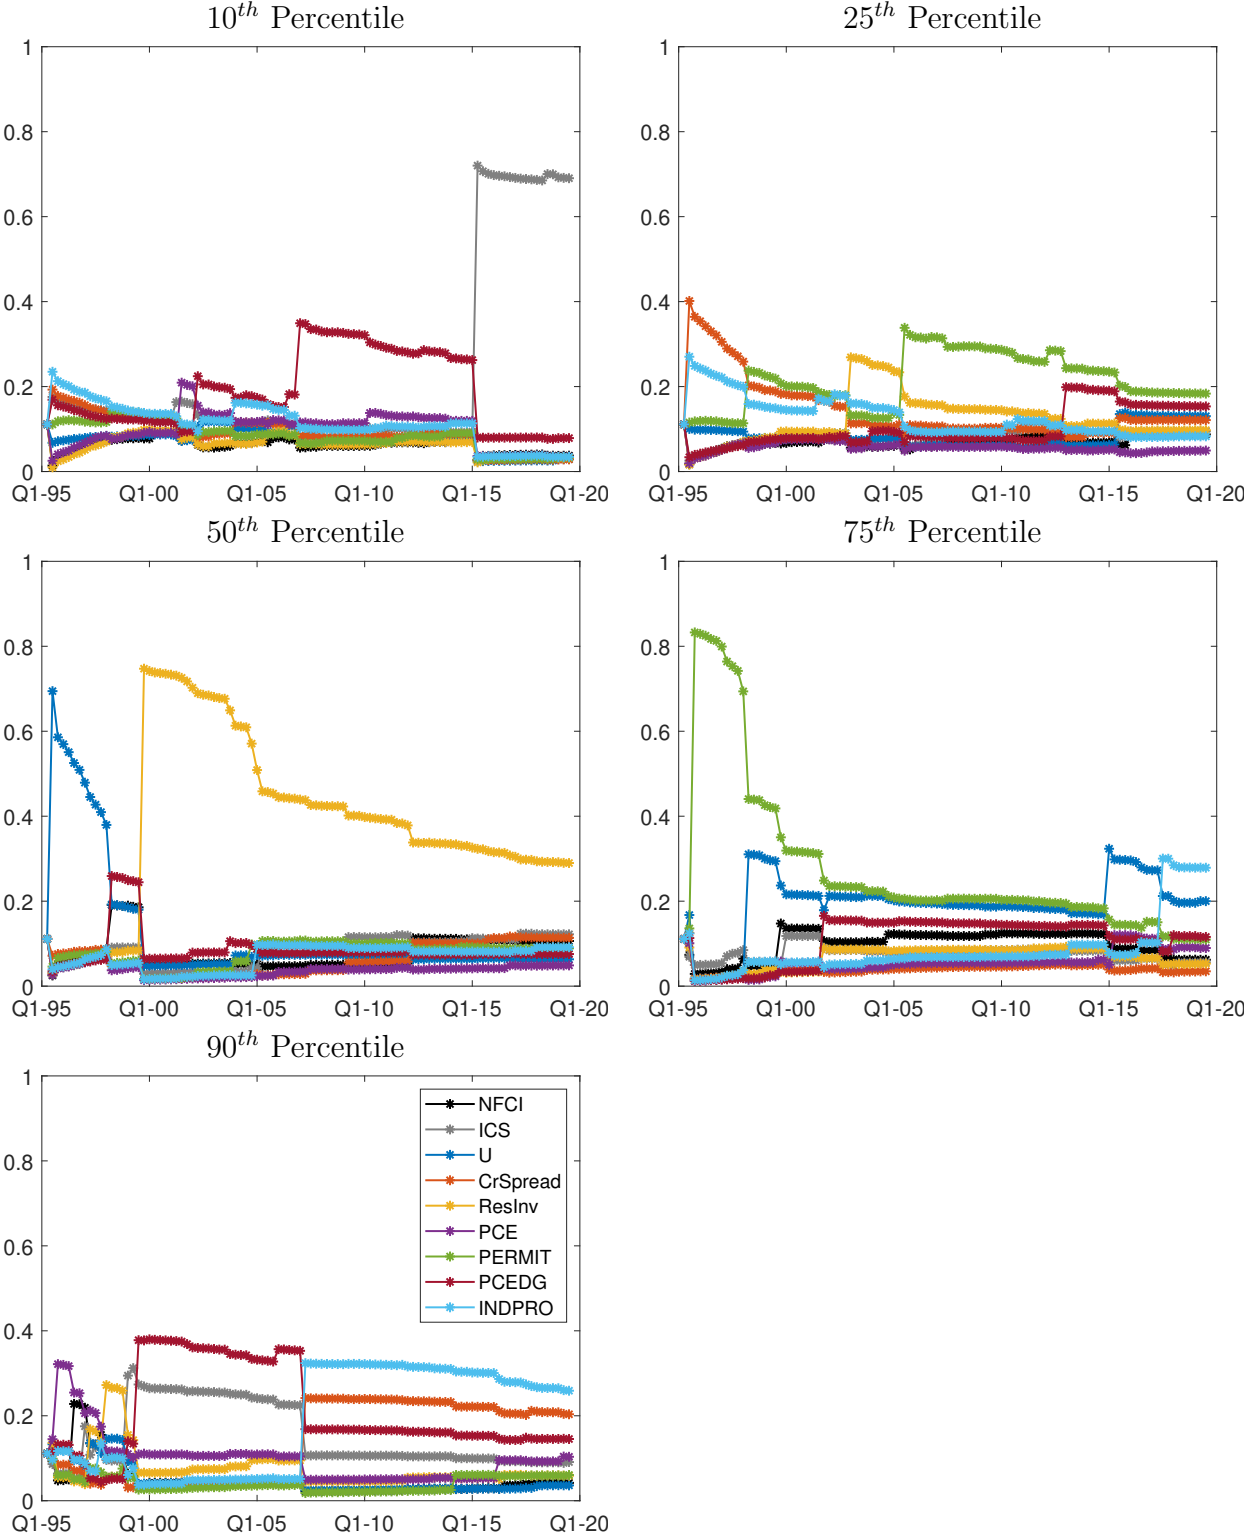 10th Percentile
25th Percentile
1
0.8
0.6
0.4
0.2
0
Q1-95 Q1-00 Q1-05 Q1-10 Q1-15 Q1-20
1
0.8
0.6
0.4
0.2
0
Q1-95 Q1-00 Q1-05 Q1-10 Q1-15 Q1-20
50th Percentile
75th Percentile
1
0.8
0.6
0.4
0.2
0
Q1-95 Q1-00 Q1-05 Q1-10 Q1-15 Q1-20
1
0.8
0.6
0.4
0.2
0
Q1-95 Q1-00 Q1-05 Q1-10 Q1-15 Q1-20
90th Percentile
1
0.8
0.6
0.4
0.2
0
NFCI
ICS
U
CrSpread
ResInv
PCE
PERMIT
PCEDG
INDPRO
Q1-95 Q1-00 Q1-05 Q1-10 Q1-15 Q1-20